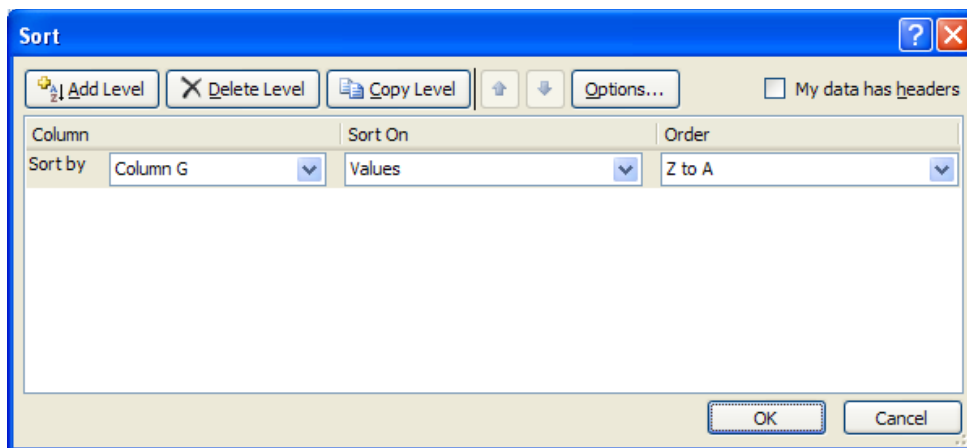 Sort
Add Level Delete Level Copy Level Options... My data has headers
Column Sort On Order
Sort by Column G Values Z to A
OK Cancel